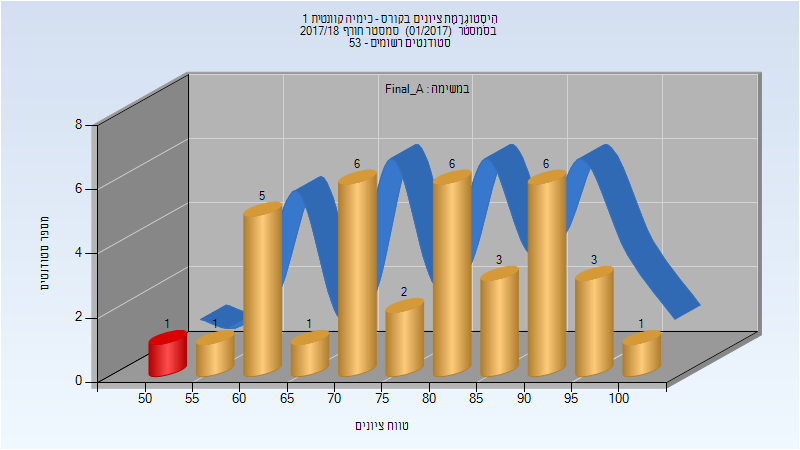 היסטוגרמת ציונים בקורס - כימיה קוונטית 1
בסמסטר (01/2017) סמסטר חורף 2017/18
סטודנטים רשומים - 53
במשימה : Final_A
8
6
4
2
0
מספר סטודנטים
1
1
5
1
6
2
6
3
6
3
1
50 55 60 65 70 75 80 85 90 95 100
טווח ציונים